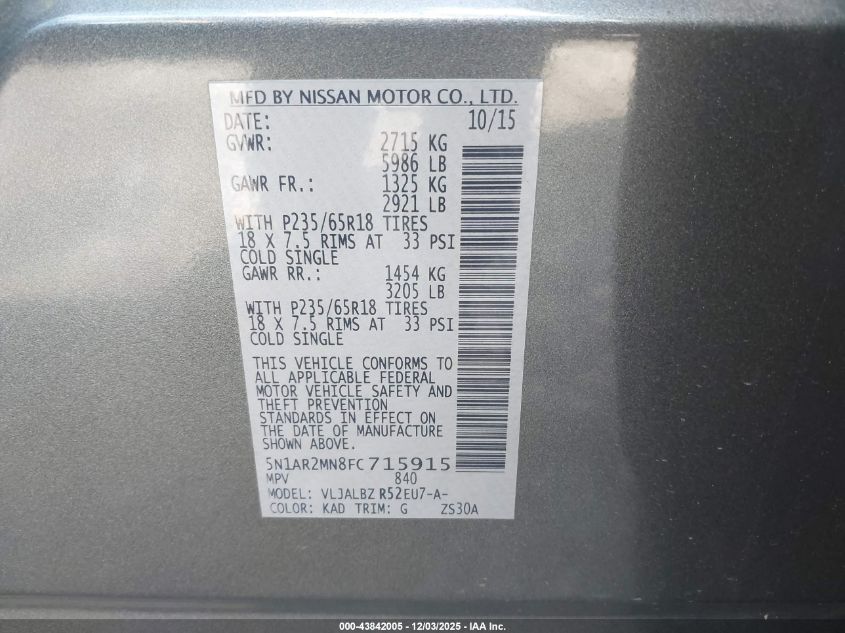 MFD BY NISSAN MOTOR CO., LTD.
DATE: 10/15
GVWR: 2715 KG
5986 LB
GAWR FR.: 1325 KG
2921 LB
WITH P235/65R18 TIRES
18 X 7.5 RIMS AT 33 PSI
COLD SINGLE
GAWR RR.: 1454 KG
3205 LB
WITH P235/65R18 TIRES
18 X 7.5 RIMS AT 33 PSI
COLD SINGLE
THIS VEHICLE CONFORMS TO
ALL APPLICABLE FEDERAL
MOTOR VEHICLE SAFETY AND
THEFT PREVENTION
STANDARDS IN EFFECT ON
THE DATE OF MANUFACTURE
SHOWN ABOVE.
5N1AR2MN8FC715915
MPV 840
MODEL: VLJALBZ R52EU7-A-
COLOR: KAD TRIM: G ZS30A
000-43842005 - 12/03/2025 - IAA Inc.